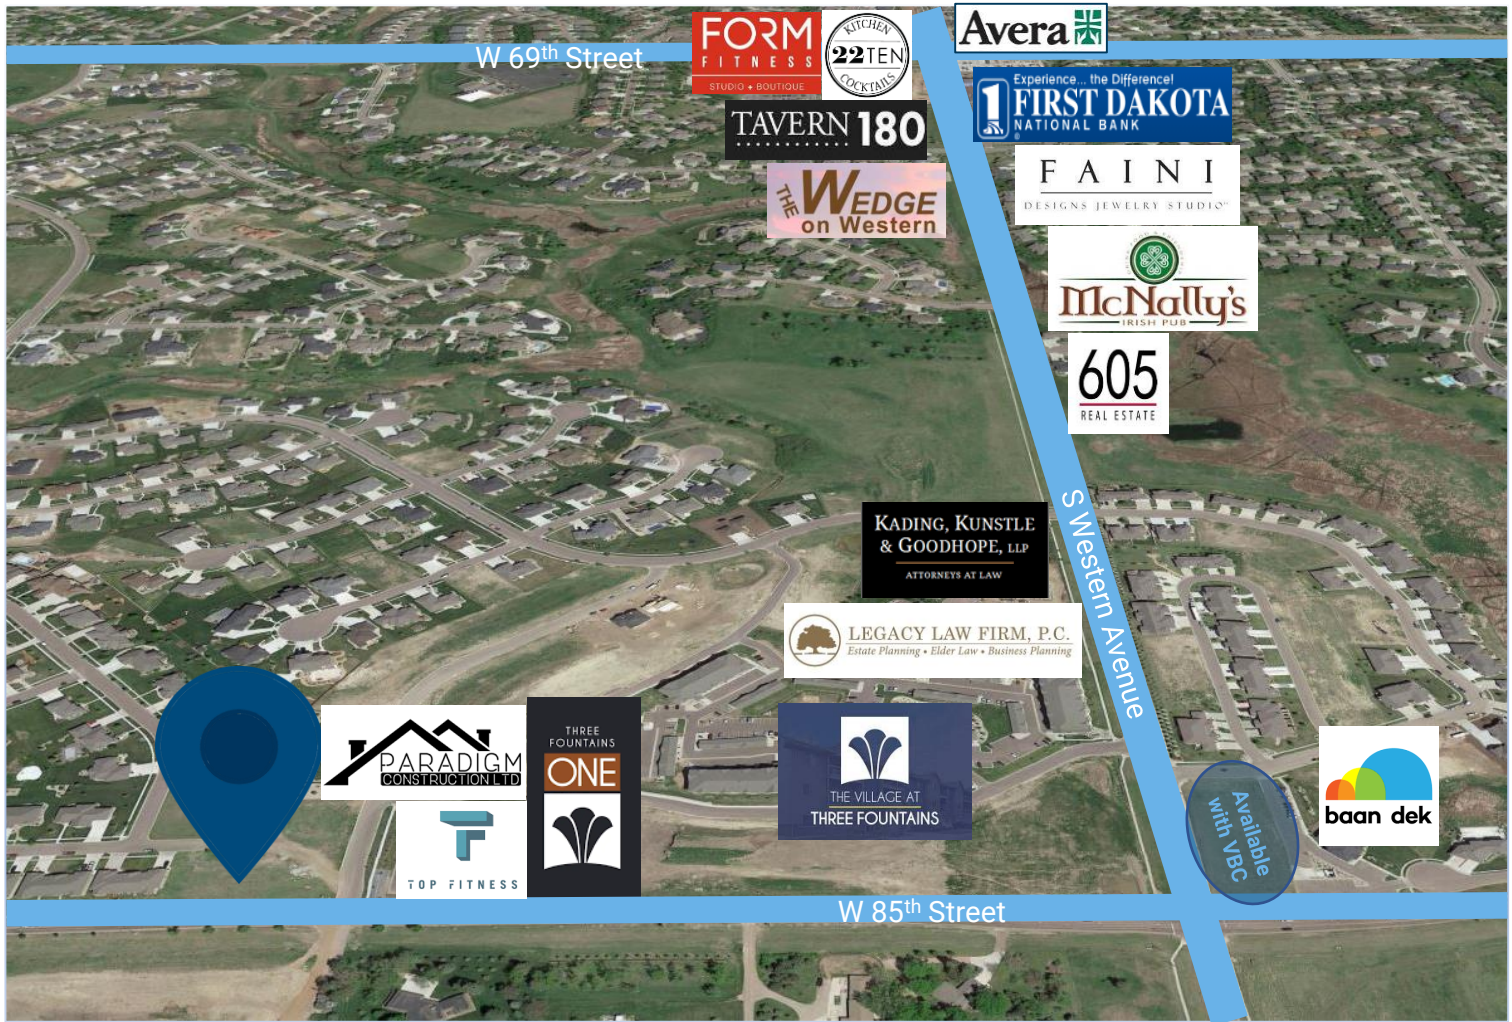 W 69th Street
FORM
FITNESS
STUDIO + BOUTIQUE
KITCHEN
22TEN
COCKTAILS
Avera
TAVERN 180
Experience... the Difference!
1 FIRST DAKOTA
NATIONAL BANK
THE WEDGE
on Western
FAINI
DESIGNS JEWELRY STUDIO
McNally's
IRISH PUB
605
REAL ESTATE
S Western Avenue
KADING, KUNSTLE
& GOODHOPE, LLP
ATTORNEYS AT LAW
LEGACY LAW FIRM, P.C.
Estate Planning • Elder Law • Business Planning
PARADIGM
CONSTRUCTION LTD
THREE
FOUNTAINS
ONE
TOP FITNESS
THE VILLAGE AT
THREE FOUNTAINS
Available
with VBC
baan dek
W 85th Street